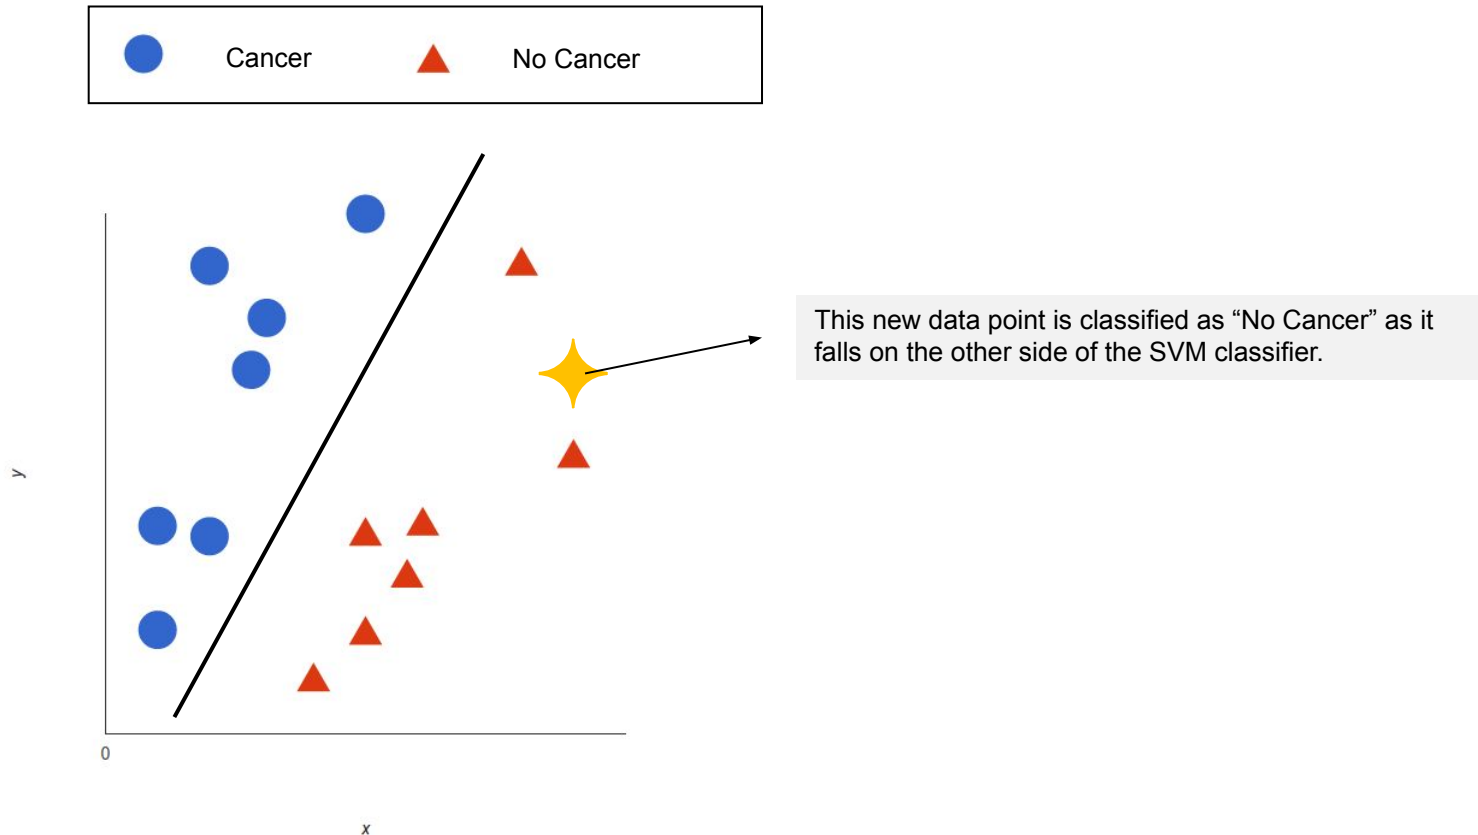 Cancer
No Cancer
This new data point is classified as “No Cancer” as it
falls on the other side of the SVM classifier.
y
0
x